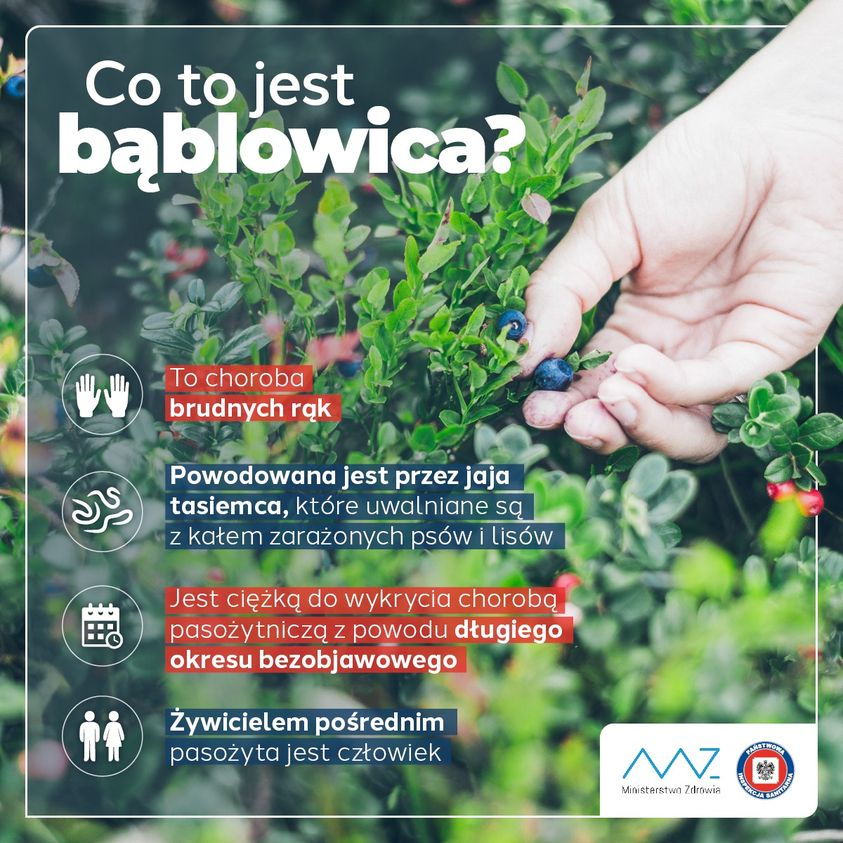 Co to jest
bąblowica?
To choroba
brudnych rąk
Powodowana jest przez jaja
tasiemca, które uwalniane są
z kałem zarażonych psów i lisów
Jest ciężką do wykrycia chorobą
pasożytniczą z powodu długiego
okresu bezobjawowego
Żywicielem pośrednim
pasożyta jest człowiek
Ministerstwo Zdrowia
PAŃSTWOWA
INSPEKCJA SANITARNA